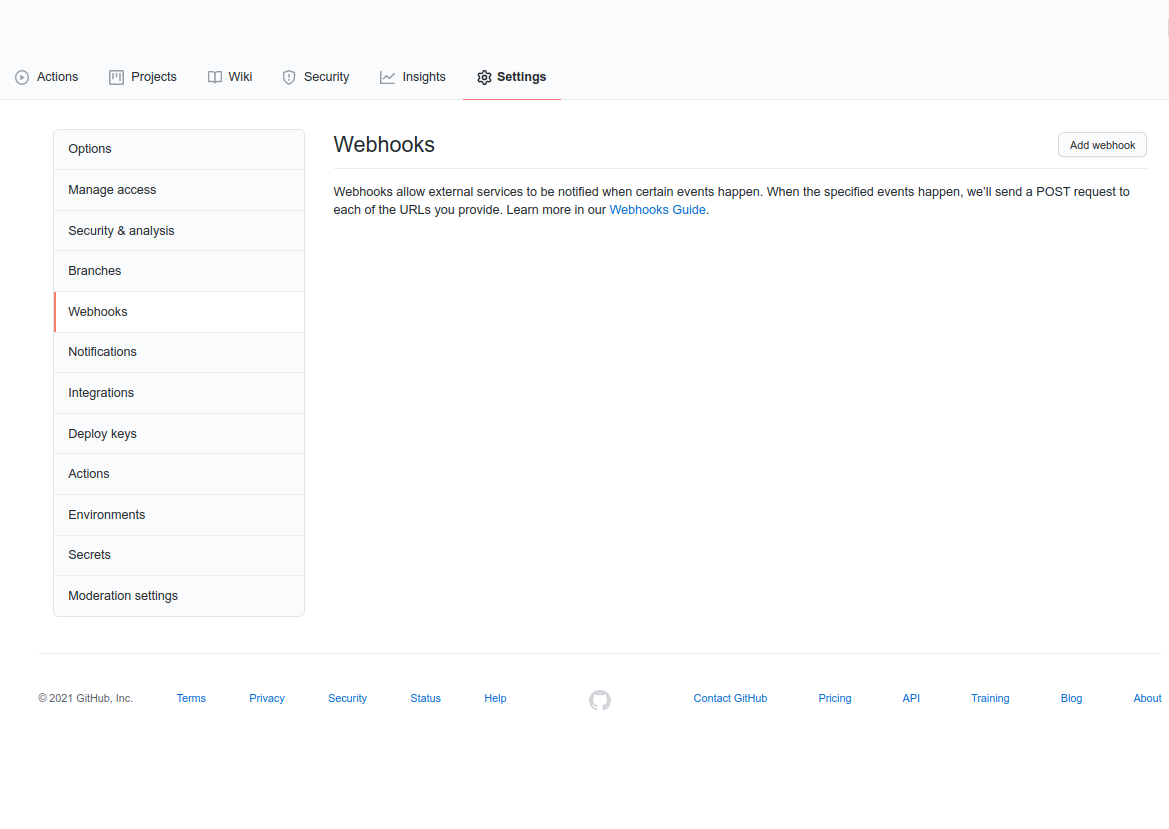 Actions Projects Wiki Security Insights Settings
Options
Manage access
Security & analysis
Branches
Webhooks
Notifications
Integrations
Deploy keys
Actions
Environments
Secrets
Moderation settings
Webhooks
Add webhook
Webhooks allow external services to be notified when certain events happen. When the specified events happen, we’ll send a POST request to
each of the URLs you provide. Learn more in our Webhooks Guide.
© 2021 GitHub, Inc. Terms Privacy Security Status Help Contact GitHub Pricing API Training Blog About